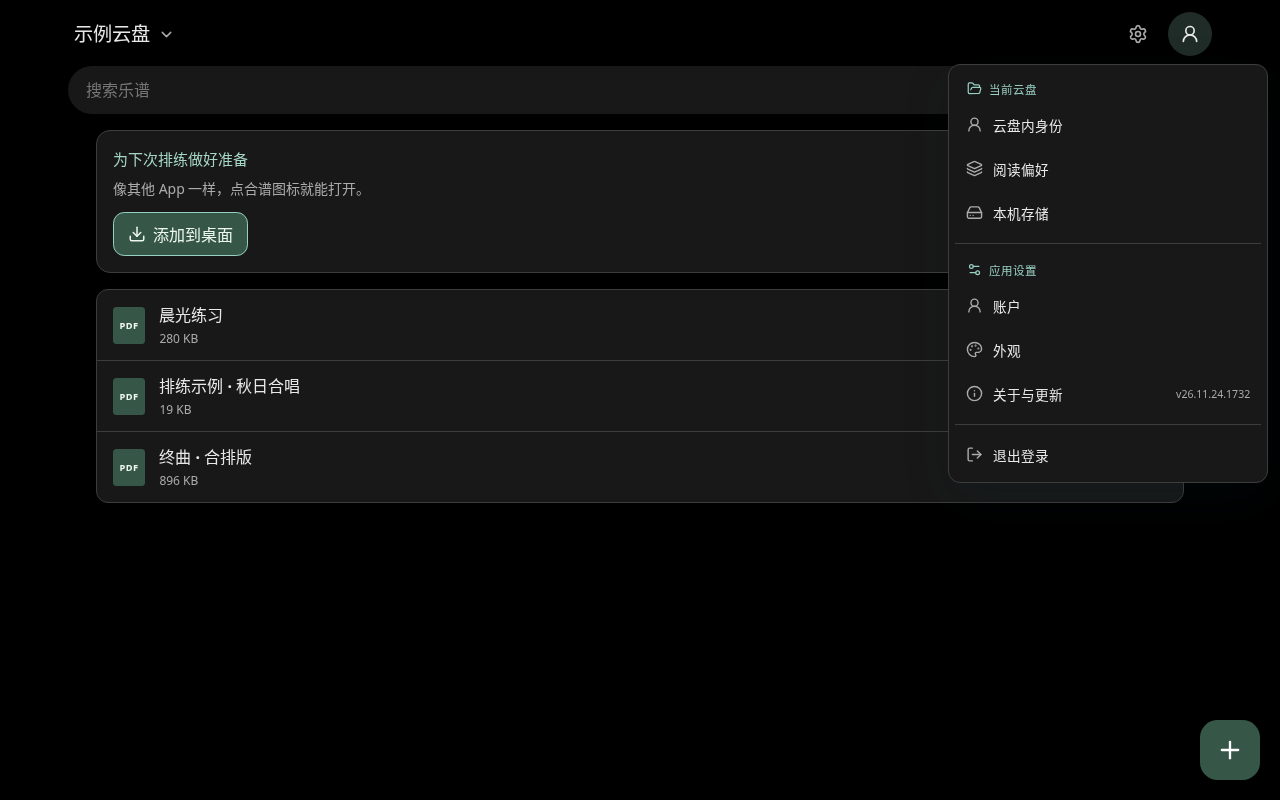 示例云盘
搜索乐谱
为下次排练做好准备
像其他 App 一样，点合谱图标就能打开。
添加到桌面
PDF
晨光练习
280 KB
PDF
排练示例 · 秋日合唱
19 KB
PDF
终曲 · 合排版
896 KB
当前云盘
云盘内身份
阅读偏好
本机存储
应用设置
账户
外观
关于与更新
v26.11.24.1732
退出登录